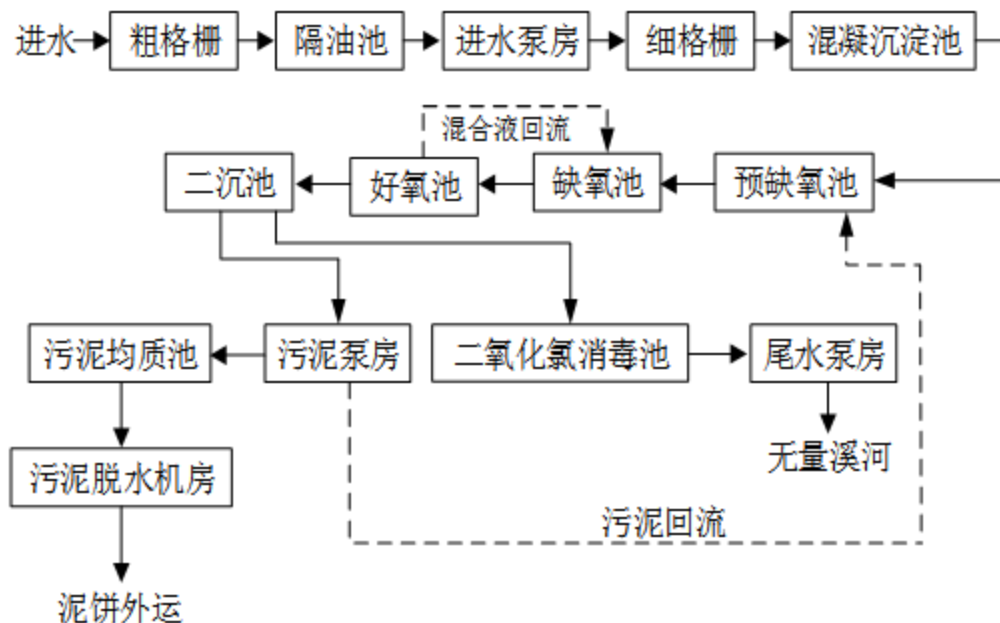 进水
粗格栅
隔油池
进水泵房
细格栅
混凝沉淀池
混合液回流
二沉池
好氧池
缺氧池
预缺氧池
污泥均质池
污泥泵房
二氧化氯消毒池
尾水泵房
无量溪河
污泥脱水机房
污泥回流
泥饼外运